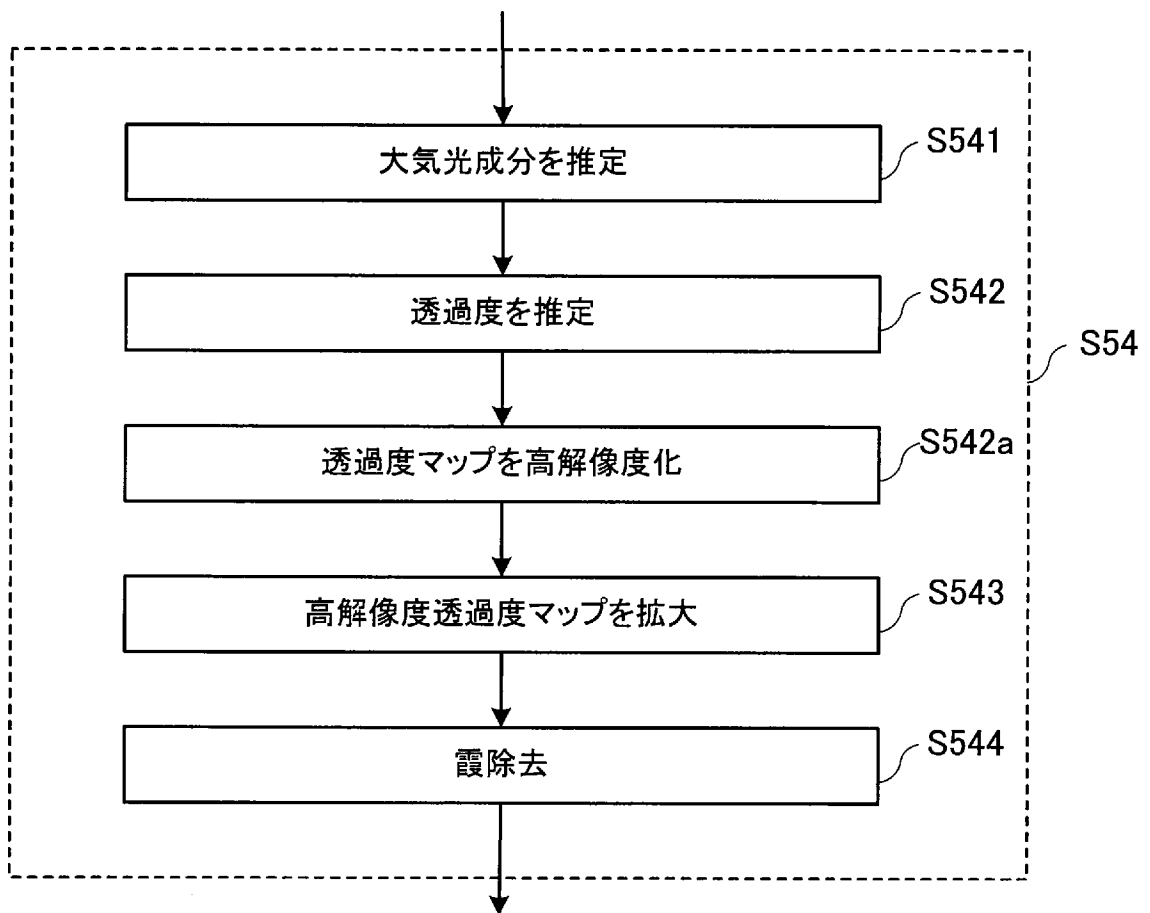 大気光成分を推定
S541
透過度を推定
S542
S54
透過度マップを高解像度化
S542a
高解像度透過度マップを拡大
S543
霞除去
S544